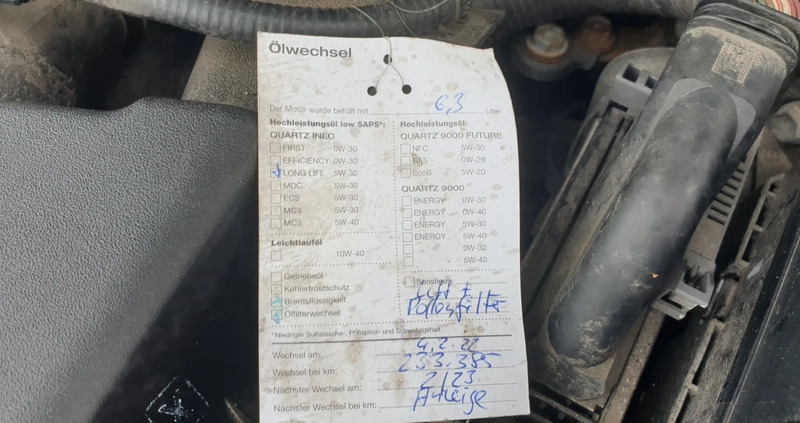 Ölwechsel
Der Motor wurde befüllt mit 6,3 Liter
Hochleistungsöl low SAPS*:
QUARTZ INEO
FIRST 0W-30
EFFICIENCY 0W-30
LONG LIFE 5W-30
MDC 5W-30
ECS 5W-30
MC3 5W-30
MC3 5W-40
Leichtlauföl
10W-40
Getriebeöl
Kühlerfrostschutz
Bremsflüssigkeit
Ölfilterwechsel
Hochleistungsöl:
QUARTZ 9000 FUTURE
NFC 5W-30
GF5 0W-20
EcoB 5W-20
QUARTZ 9000
ENERGY 0W-30
ENERGY 0W-40
ENERGY 5W-30
ENERGY 5W-40
0W-30
5W-40
Sonstiges
Luft +
Pollenfilter
*Niedriger Sulfatasche-, Phosphor- und Schwefelgehalt
Wechsel am: 4.2.22
Wechsel bei km: 233.385
Nächster Wechsel am: 2/23
Nächster Wechsel bei km: Anzeige